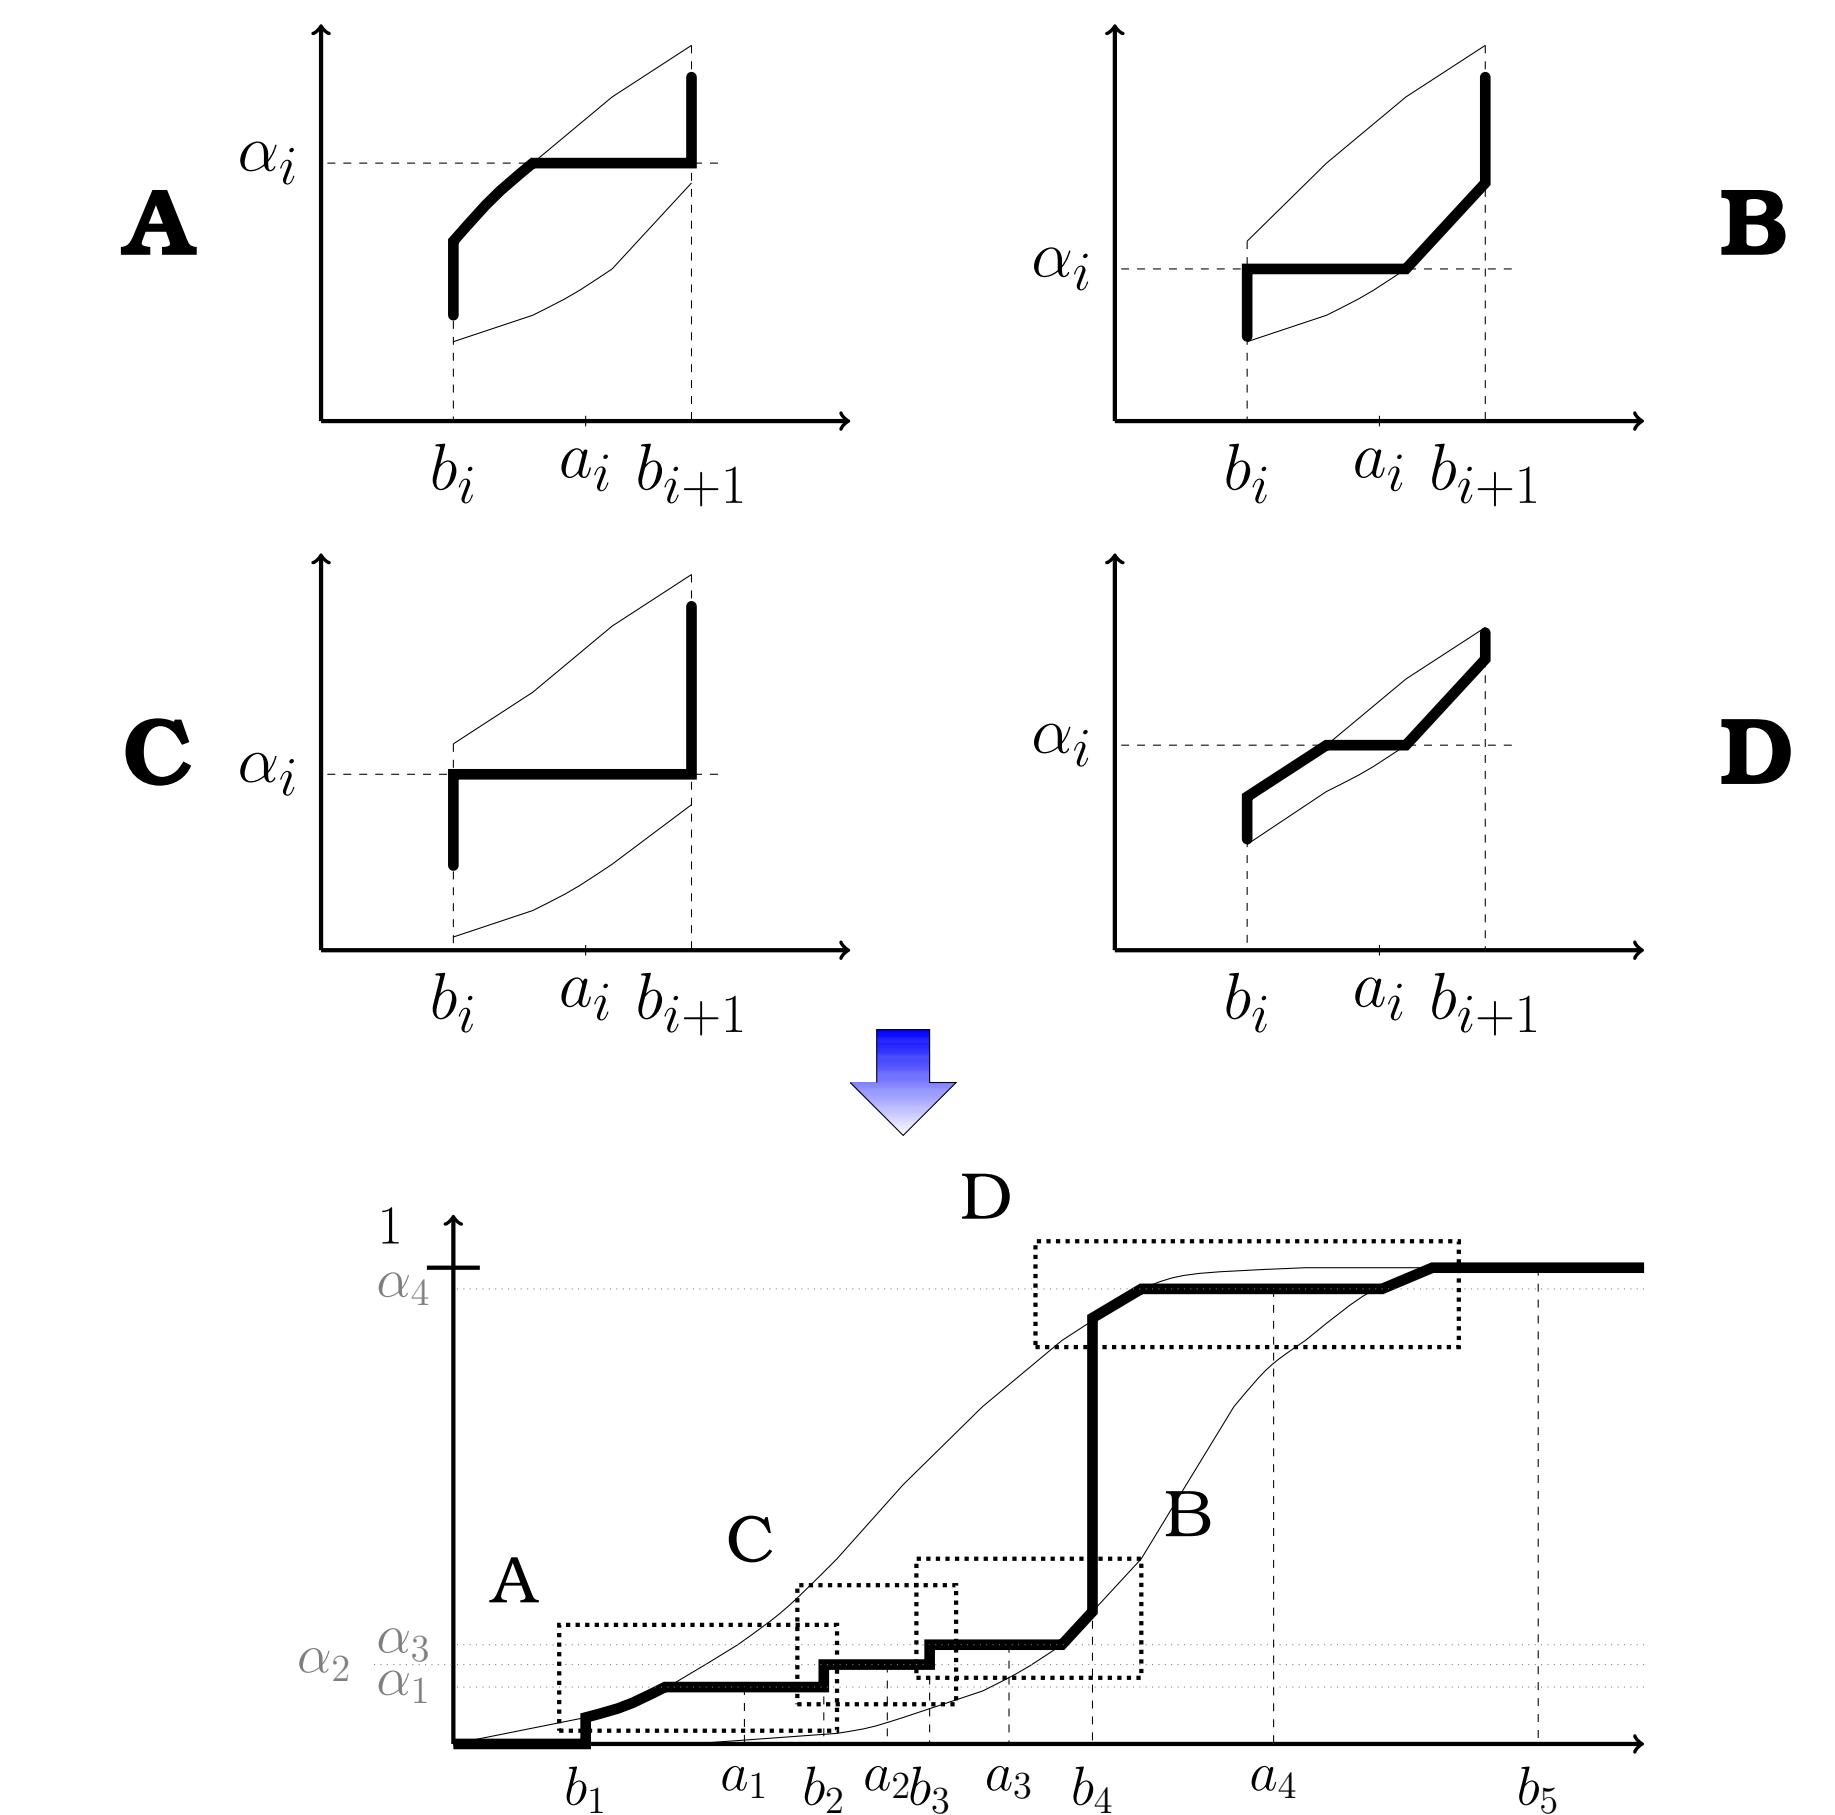 αᵢ αᵢ
A B
bᵢ aᵢ bᵢ₊₁ bᵢ aᵢ bᵢ₊₁
αᵢ αᵢ
C D
bᵢ aᵢ bᵢ₊₁ bᵢ aᵢ bᵢ₊₁
D
1
α₄
B
C
A
α₃
α₂
α₁
b₁ a₁ b₂ a₂ b₃ a₃ b₄ a₄ b₅